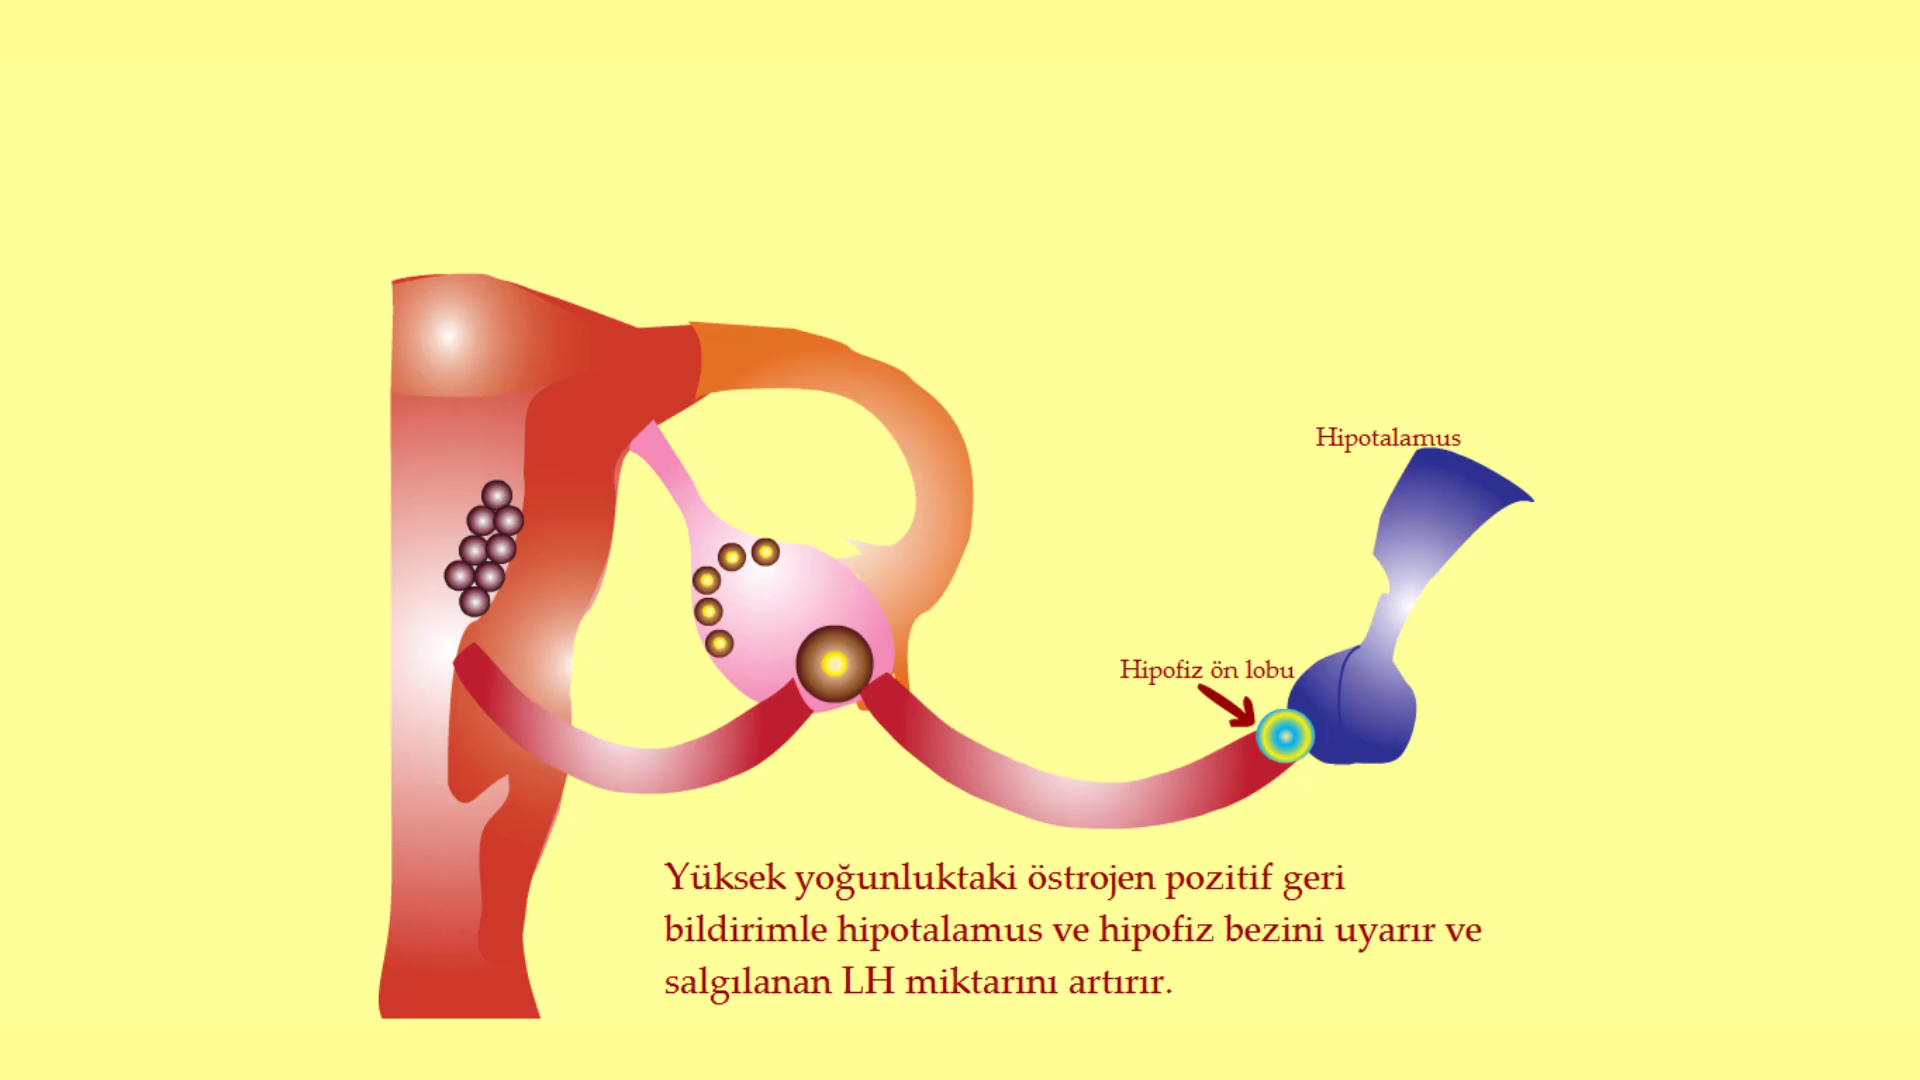 Hipotalamus
Hipofiz ön lobu
Yüksek yoğunluktaki östrojen pozitif geri
bildirimle hipotalamus ve hipofiz bezini uyarır ve
salgılanan LH miktarını artırır.